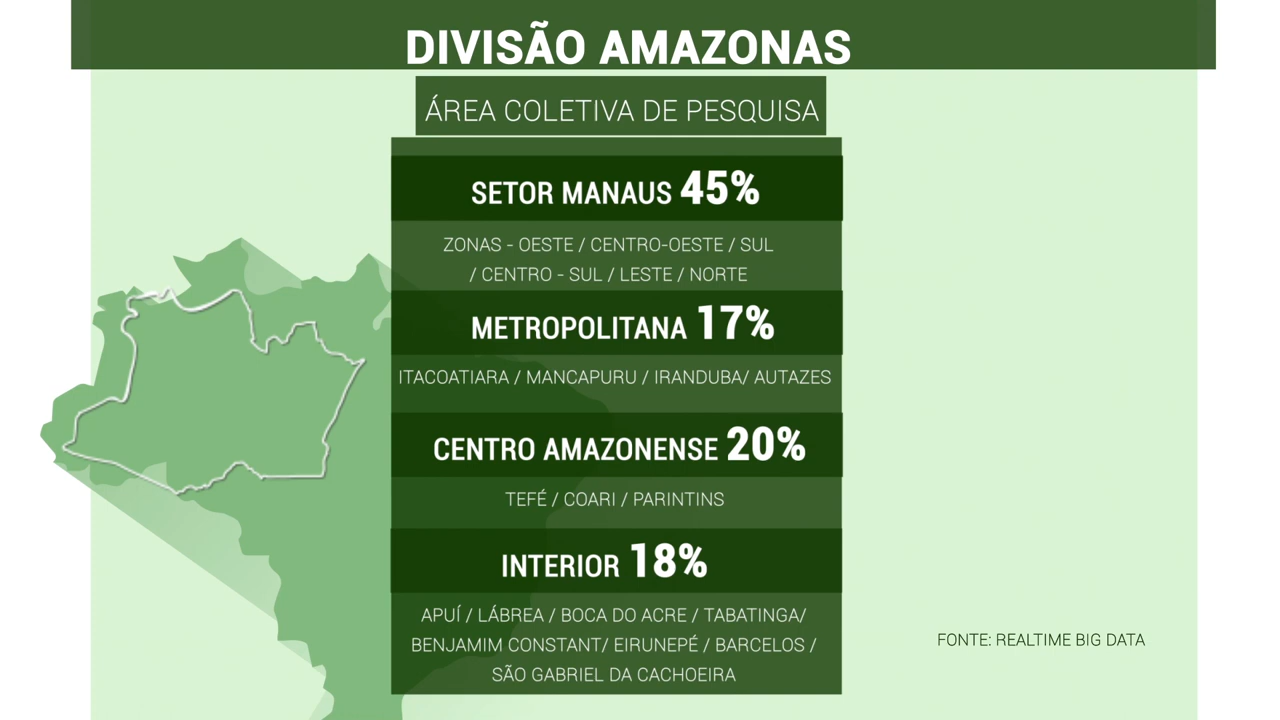 DIVISÃO AMAZONAS
ÁREA COLETIVA DE PESQUISA
SETOR MANAUS 45%
ZONAS - OESTE / CENTRO-OESTE / SUL
/ CENTRO - SUL / LESTE / NORTE
METROPOLITANA 17%
ITACOATIARA / MANCAPURU / IRANDUBA/ AUTAZES
CENTRO AMAZONENSE 20%
TEFÉ / COARI / PARINTINS
INTERIOR 18%
APUÍ / LÁBREA / BOCA DO ACRE / TABATINGA/
BENJAMIM CONSTANT/ EIRUNEPÉ / BARCELOS /
SÃO GABRIEL DA CACHOEIRA
FONTE: REALTIME BIG DATA